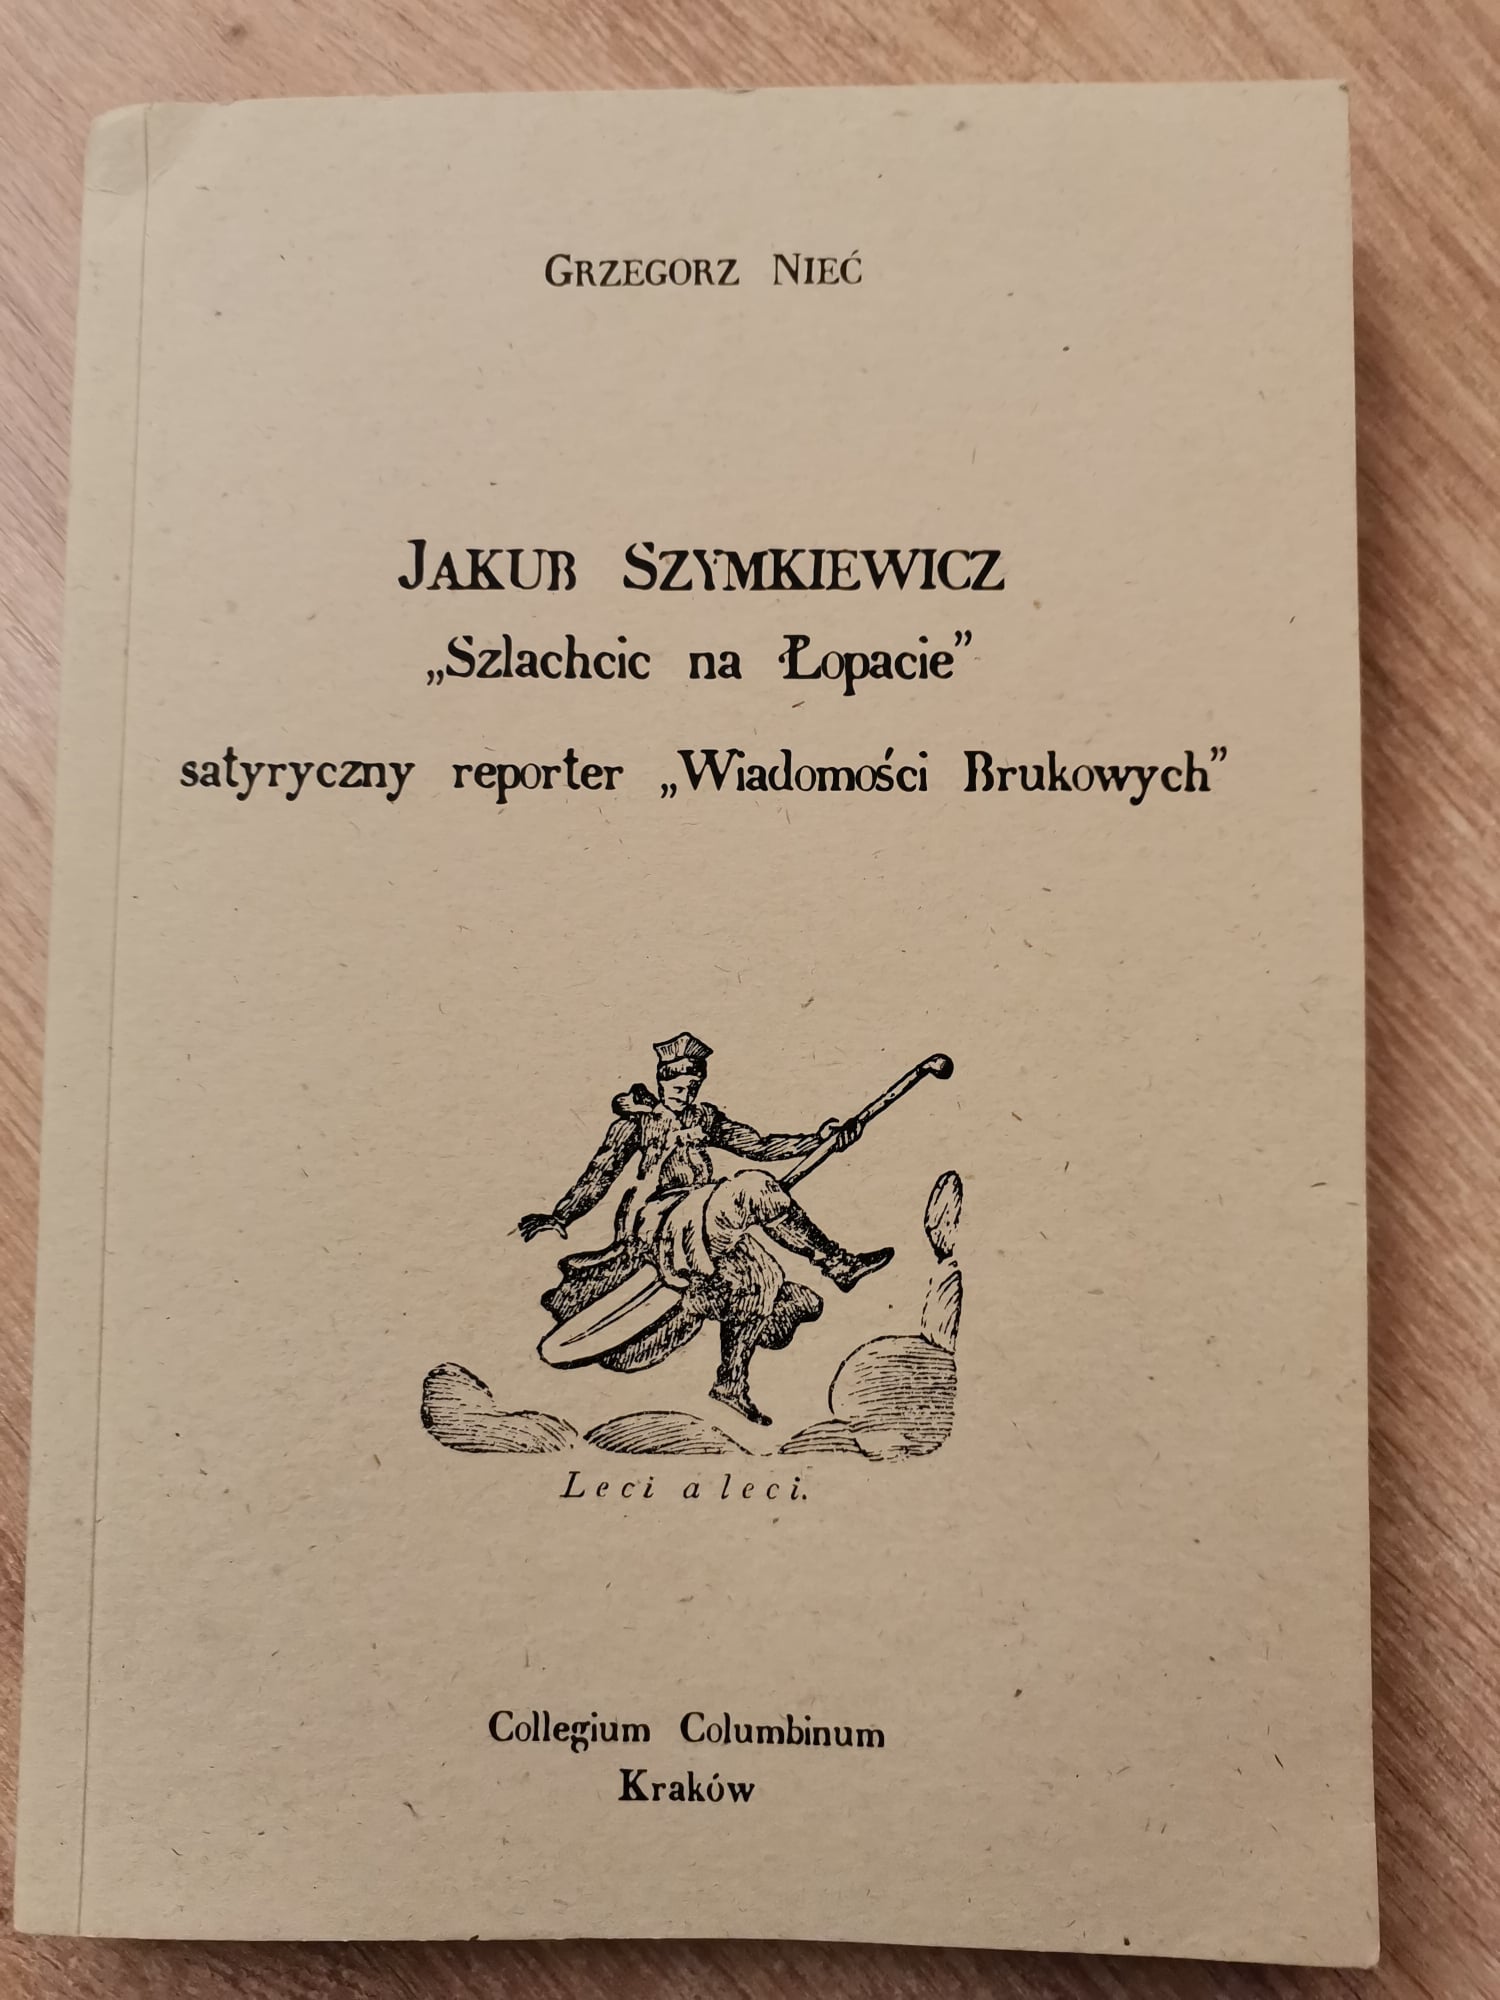 Grzegorz Nieć
Jakub Szymkiewicz
„Szlachcic na Łopacie”
satyryczny reporter „Wiadomości Brukowych”
Leci a leci.
Collegium Columbinum
Kraków